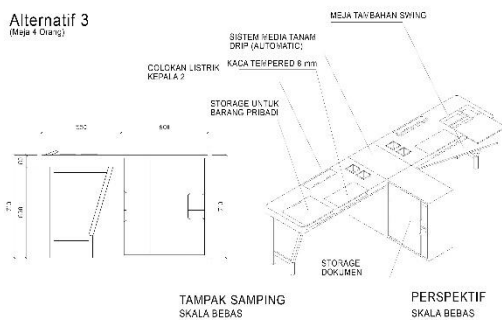 Alternatif 3
(Meja 4 Orang)
MEJA TAMBAHAN SWING
SISTEM MEDIA TANAM
DRIP (AUTOMATIC)
KACA TEMPERED 6 mm
COLOKAN LISTRIK
KEPALA 2
STORAGE UNTUK
BARANG PRIBADI
STORAGE
DOKUMEN
TAMPAK SAMPING
SKALA BEBAS
PERSPEKTIF
SKALA BEBAS